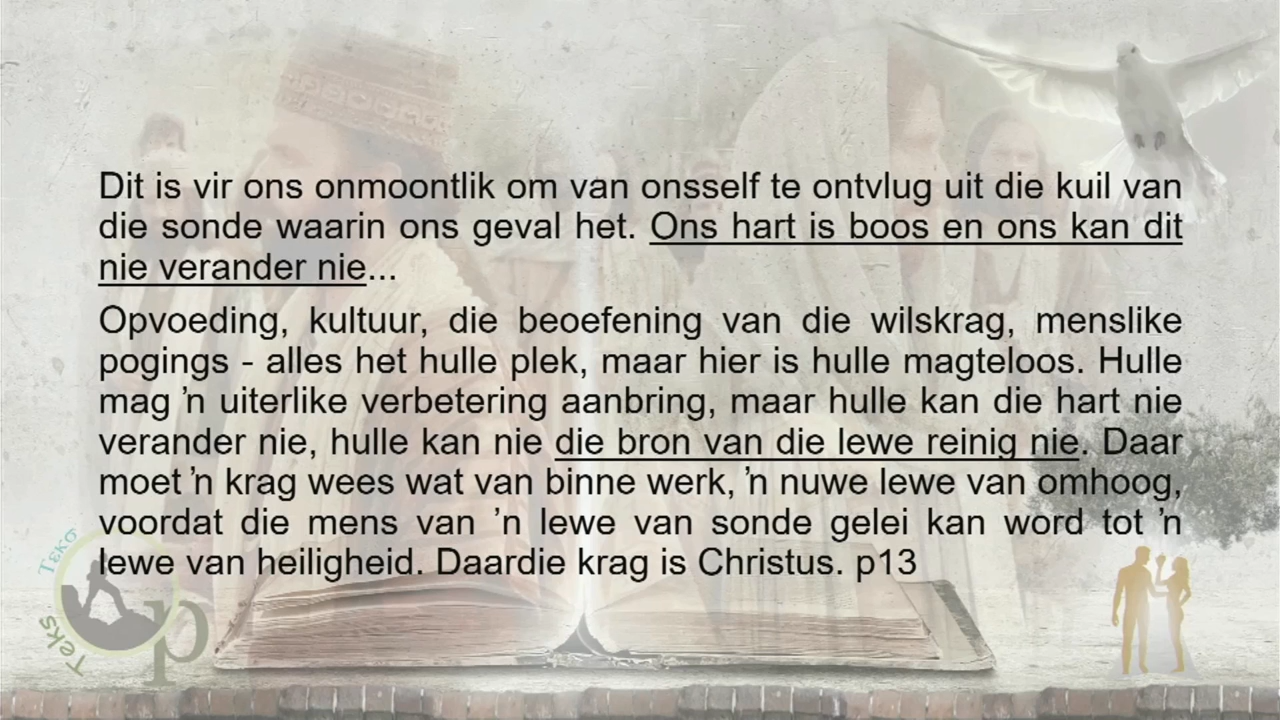 Dit is vir ons onmoontlik om van onsself te ontvlug uit die kuil van
die sonde waarin ons geval het. Ons hart is boos en ons kan dit
nie verander nie...
Opvoeding, kultuur, die beoefening van die wilskrag, menslike
pogings - alles het hulle plek, maar hier is hulle magteloos. Hulle
mag 'n uiterlike verbetering aanbring, maar hulle kan die hart nie
verander nie, hulle kan nie die bron van die lewe reinig nie. Daar
moet 'n krag wees wat van binne werk, 'n nuwe lewe van omhoog,
voordat die mens van 'n lewe van sonde gelei kan word tot 'n
lewe van heiligheid. Daardie krag is Christus. p13
Teks
Teko
Op